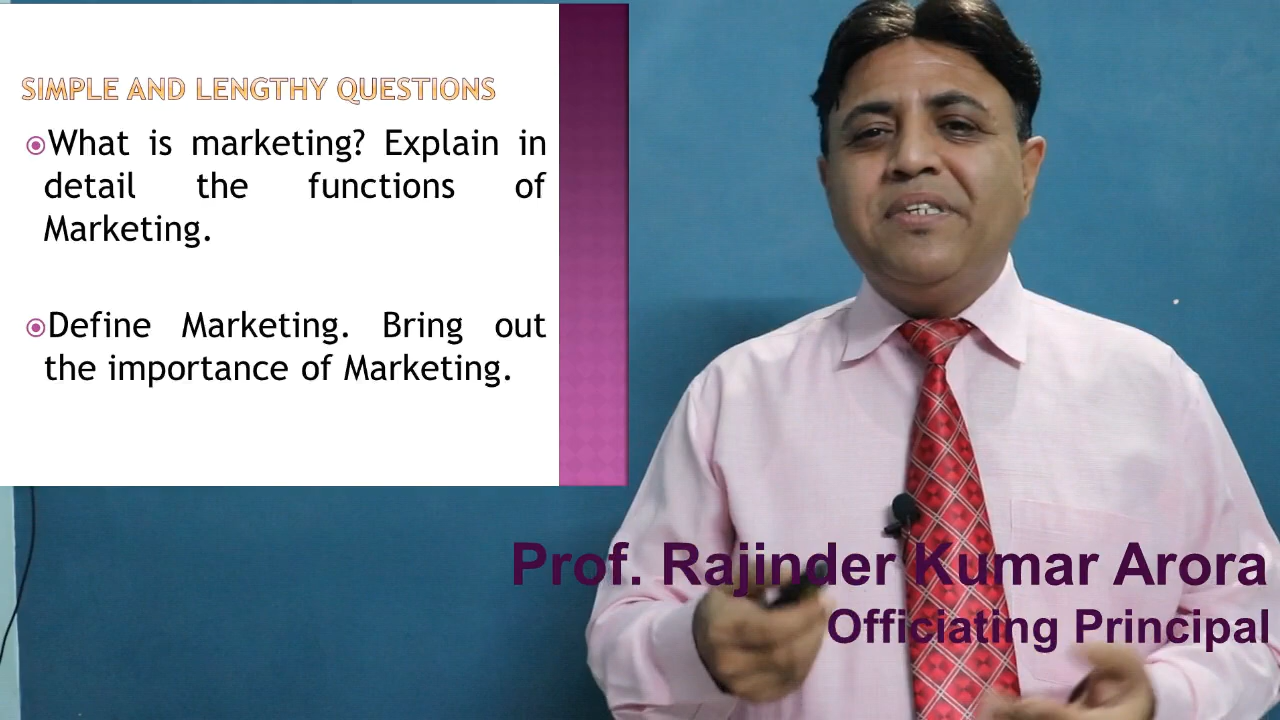 SIMPLE AND LENGTHY QUESTIONS
What is marketing? Explain in
detail the functions of
Marketing.
Define Marketing. Bring out
the importance of Marketing.
Prof. Rajinder Kumar Arora
Officiating Principal